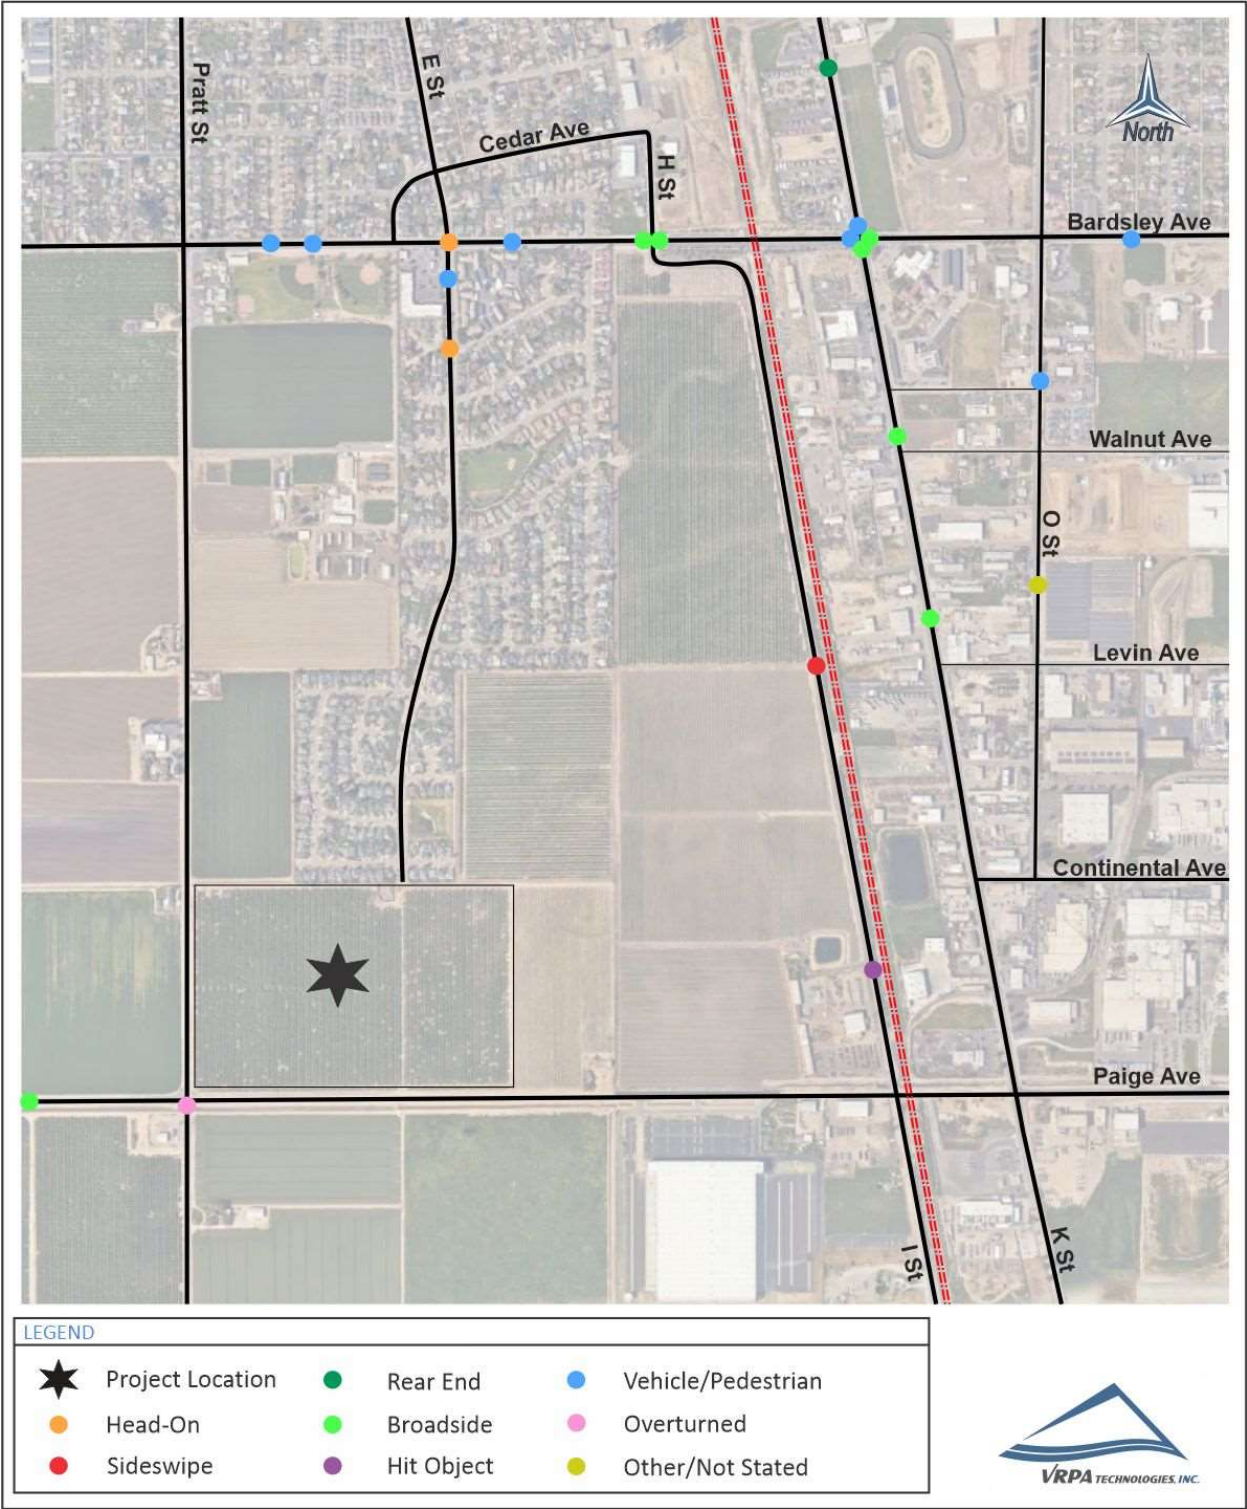 E St
Pratt St
Cedar Ave
H St
North
Bardsley Ave
Walnut Ave
O St
Levin Ave
Continental Ave
Paige Ave
I St
K St
LEGEND
Project Location
Rear End
Vehicle/Pedestrian
Head-On
Broadside
Overturned
Sideswipe
Hit Object
Other/Not Stated
VRPA TECHNOLOGIES, INC.